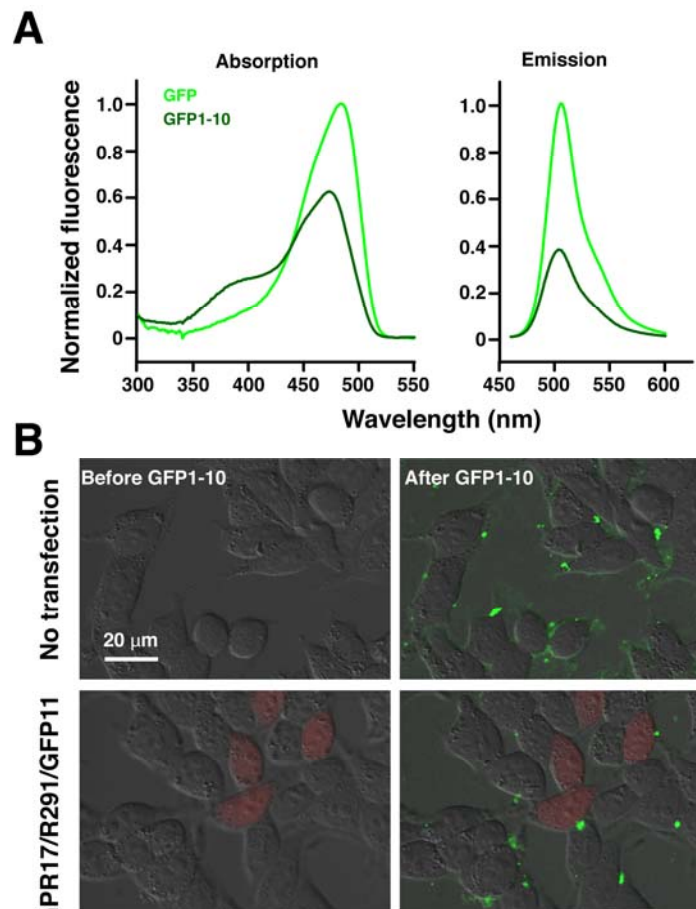 A
Absorption
Emission
GFP
GFP1-10
Normalized fluorescence
1.0
0.8
0.6
0.4
0.2
0
1.0
0.8
0.6
0.4
0.2
0
300 350 400 450 500 550
450 500 550 600
Wavelength (nm)
B
Before GFP1-10
After GFP1-10
No transfection
20 μm
PR17/R291/GFP11